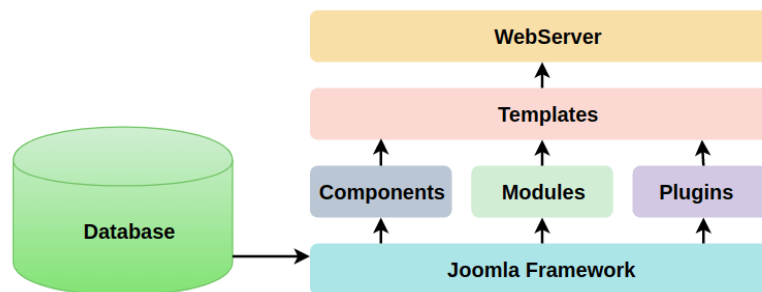 WebServer
Templates
Components
Modules
Plugins
Database
Joomla Framework